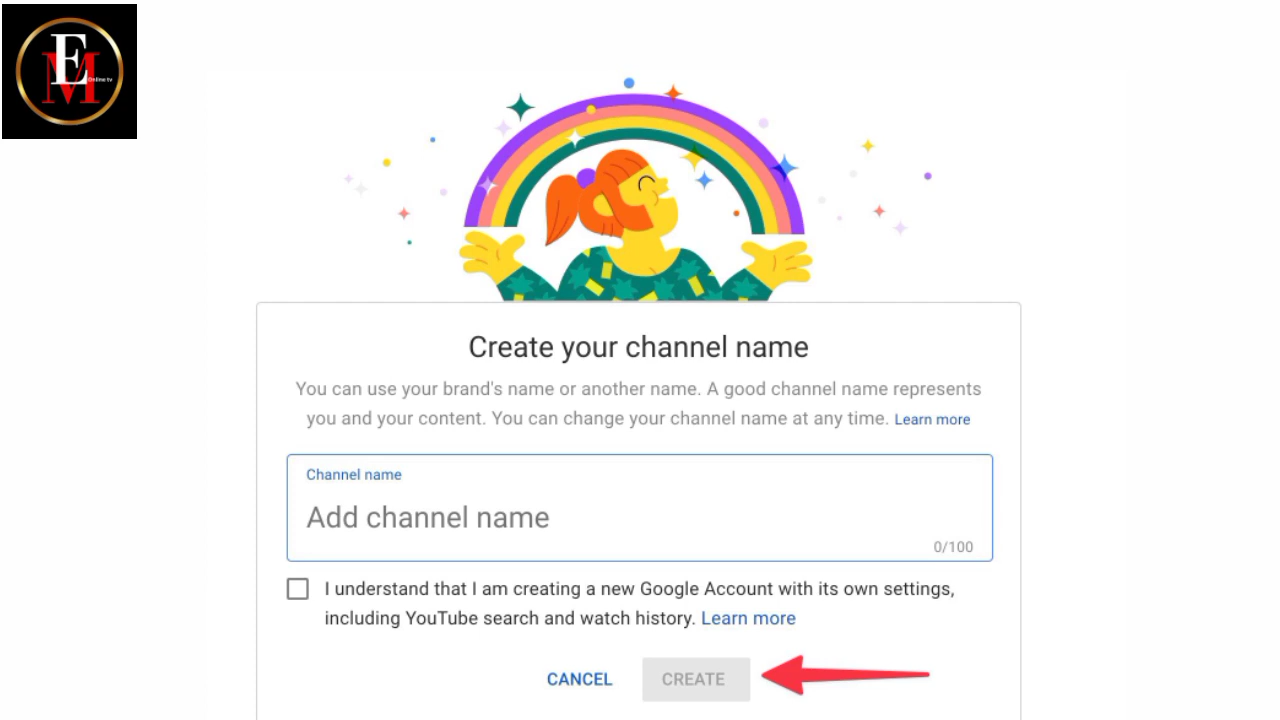 E
M
Online tv
Create your channel name
You can use your brand's name or another name. A good channel name represents
you and your content. You can change your channel name at any time. Learn more
Channel name
Add channel name
0/100
I understand that I am creating a new Google Account with its own settings,
including YouTube search and watch history. Learn more
CANCEL CREATE